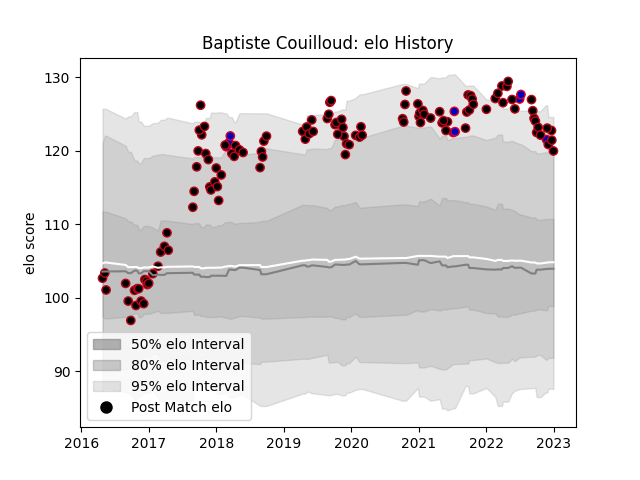 Baptiste Couilloud: elo History
elo score
130
120
110
100
90
50% elo Interval
80% elo Interval
95% elo Interval
Post Match elo
2016 2017 2018 2019 2020 2021 2022 2023